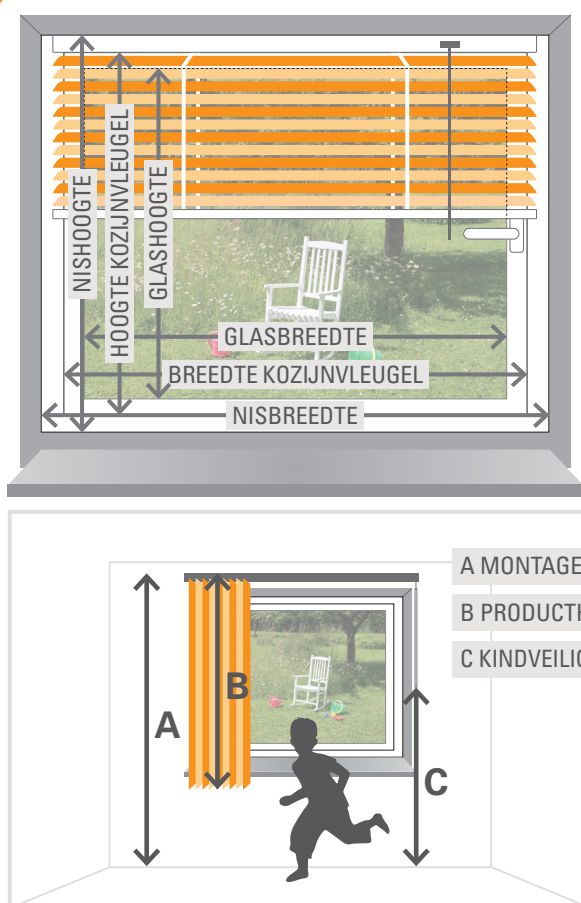 NISHOOGTE
HOOGTE KOZIJNVLEUGEL
GLASHOOGTE
GLASBREEDTE
BREEDTE KOZIJNVLEUGEL
NISBREEDTE
A MONTAGE
B PRODUCTH
C KINDVEILIG
A
B
C